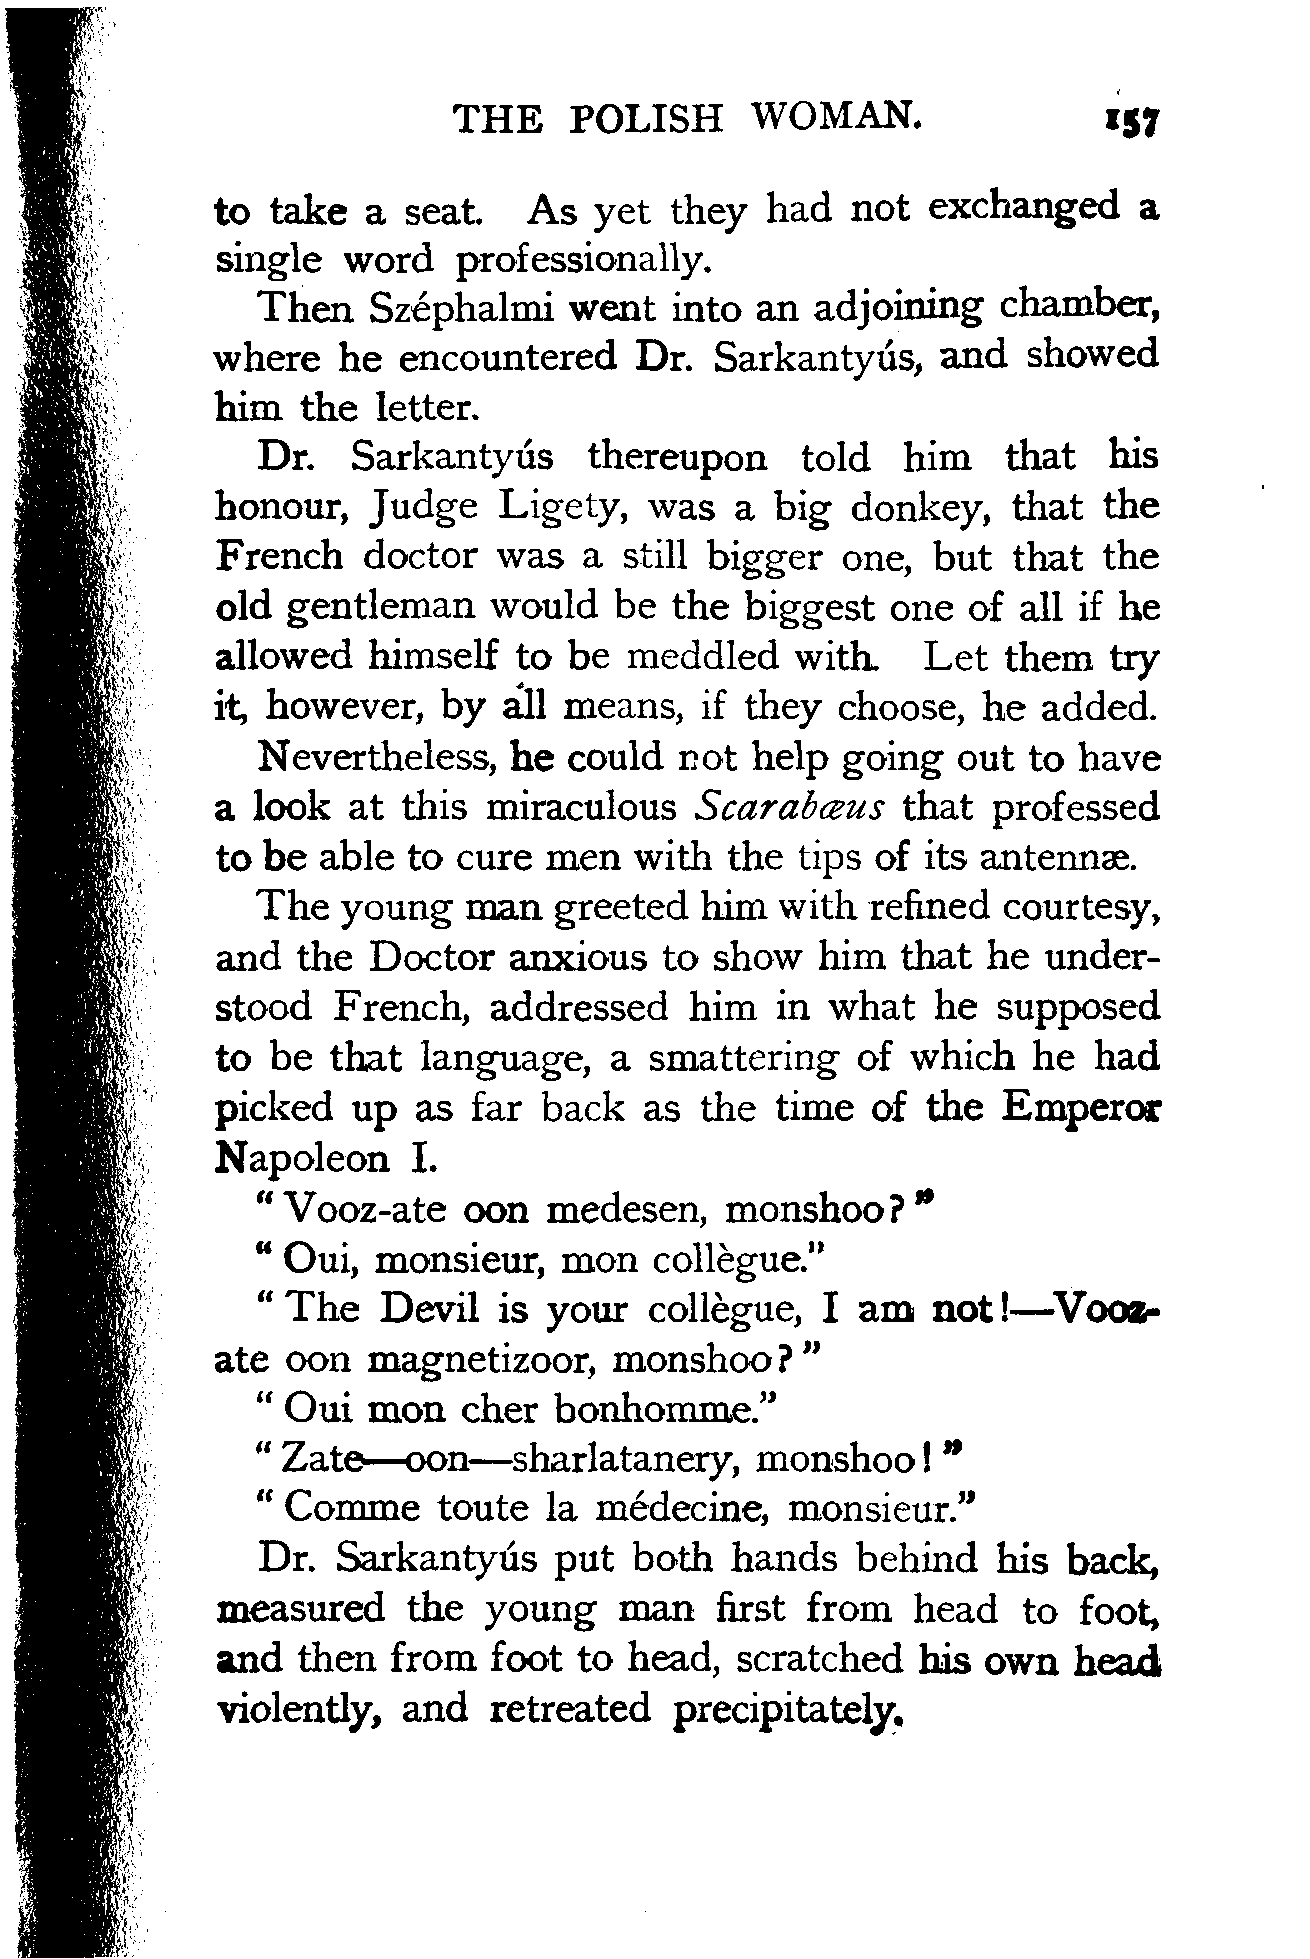 THE POLISH WOMAN. 157
to take a seat. As yet they had not exchanged a
single word professionally.
Then Széphalmi went into an adjoining chamber,
where he encountered Dr. Sarkantyús, and showed
him the letter.
Dr. Sarkantyús thereupon told him that his
honour, Judge Ligety, was a big donkey, that the
French doctor was a still bigger one, but that the
old gentleman would be the biggest one of all if he
allowed himself to be meddled with. Let them try
it, however, by all means, if they choose, he added.
Nevertheless, he could not help going out to have
a look at this miraculous Scarabæus that professed
to be able to cure men with the tips of its antennæ.
The young man greeted him with refined courtesy,
and the Doctor anxious to show him that he under-
stood French, addressed him in what he supposed
to be that language, a smattering of which he had
picked up as far back as the time of the Emperor
Napoleon I.
“Vooz-ate oon medesen, monshoo?”
“Oui, monsieur, mon collègue.”
“The Devil is your collègue, I am not!—Vooz-
ate oon magnetizoor, monshoo?”
“Oui mon cher bonhomme.”
“Zate—oon—sharlatanery, monshoo!”
“Comme toute la médecine, monsieur.”
Dr. Sarkantyús put both hands behind his back,
measured the young man first from head to foot,
and then from foot to head, scratched his own head
violently, and retreated precipitately.